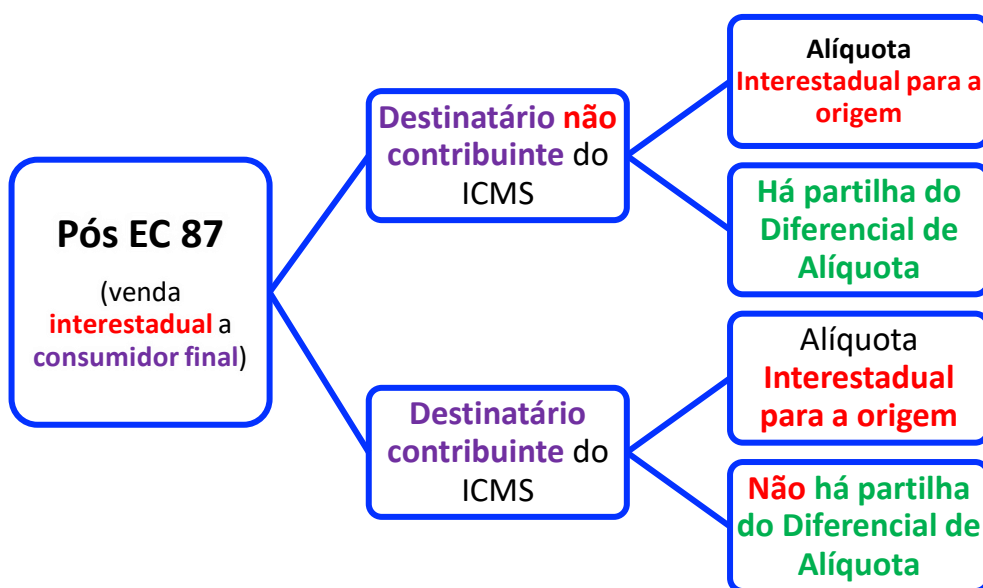 Pós EC 87
(venda
interestadual a
consumidor final)
Destinatário não
contribuinte do
ICMS
Alíquota
Interestadual para a
origem
Há partilha do
Diferencial de
Alíquota
Destinatário
contribuinte do
ICMS
Alíquota
Interestadual
para a origem
Não há partilha
do Diferencial de
Alíquota